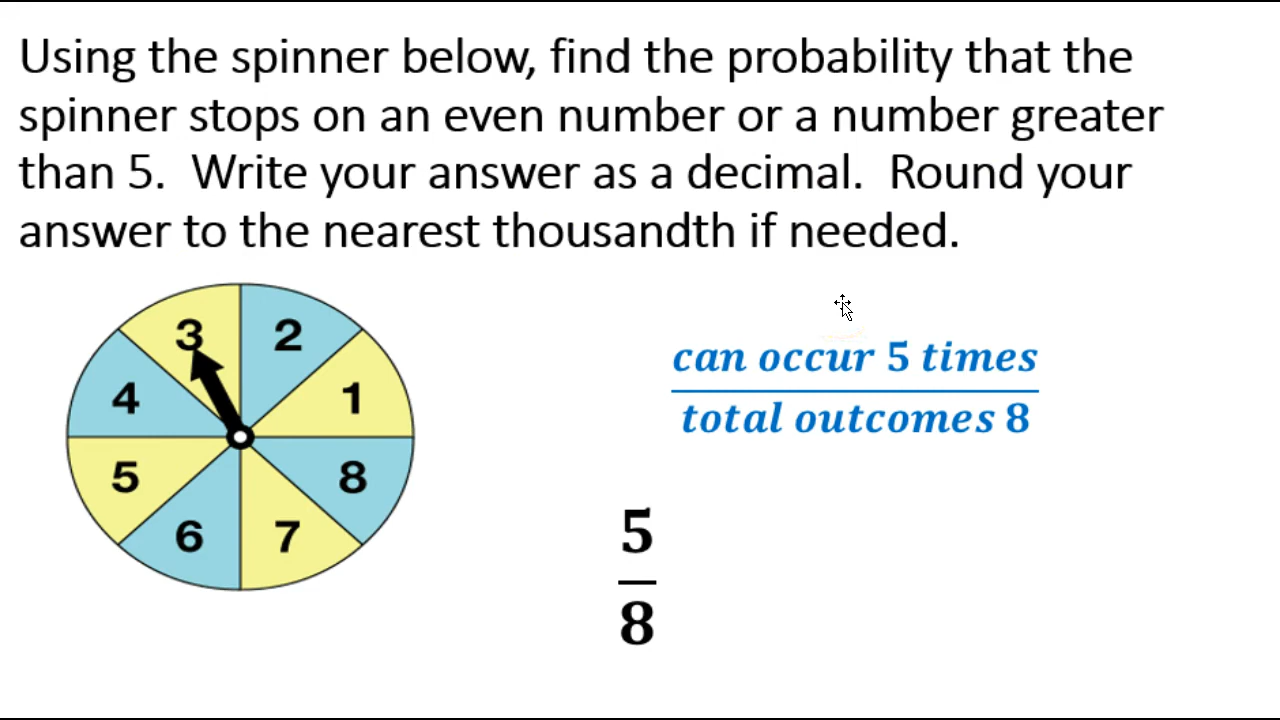 Using the spinner below, find the probability that the
spinner stops on an even number or a number greater
than 5. Write your answer as a decimal. Round your
answer to the nearest thousandth if needed.
3 2
4 1
5 8
6 7
can occur 5 times
total outcomes 8
5
8